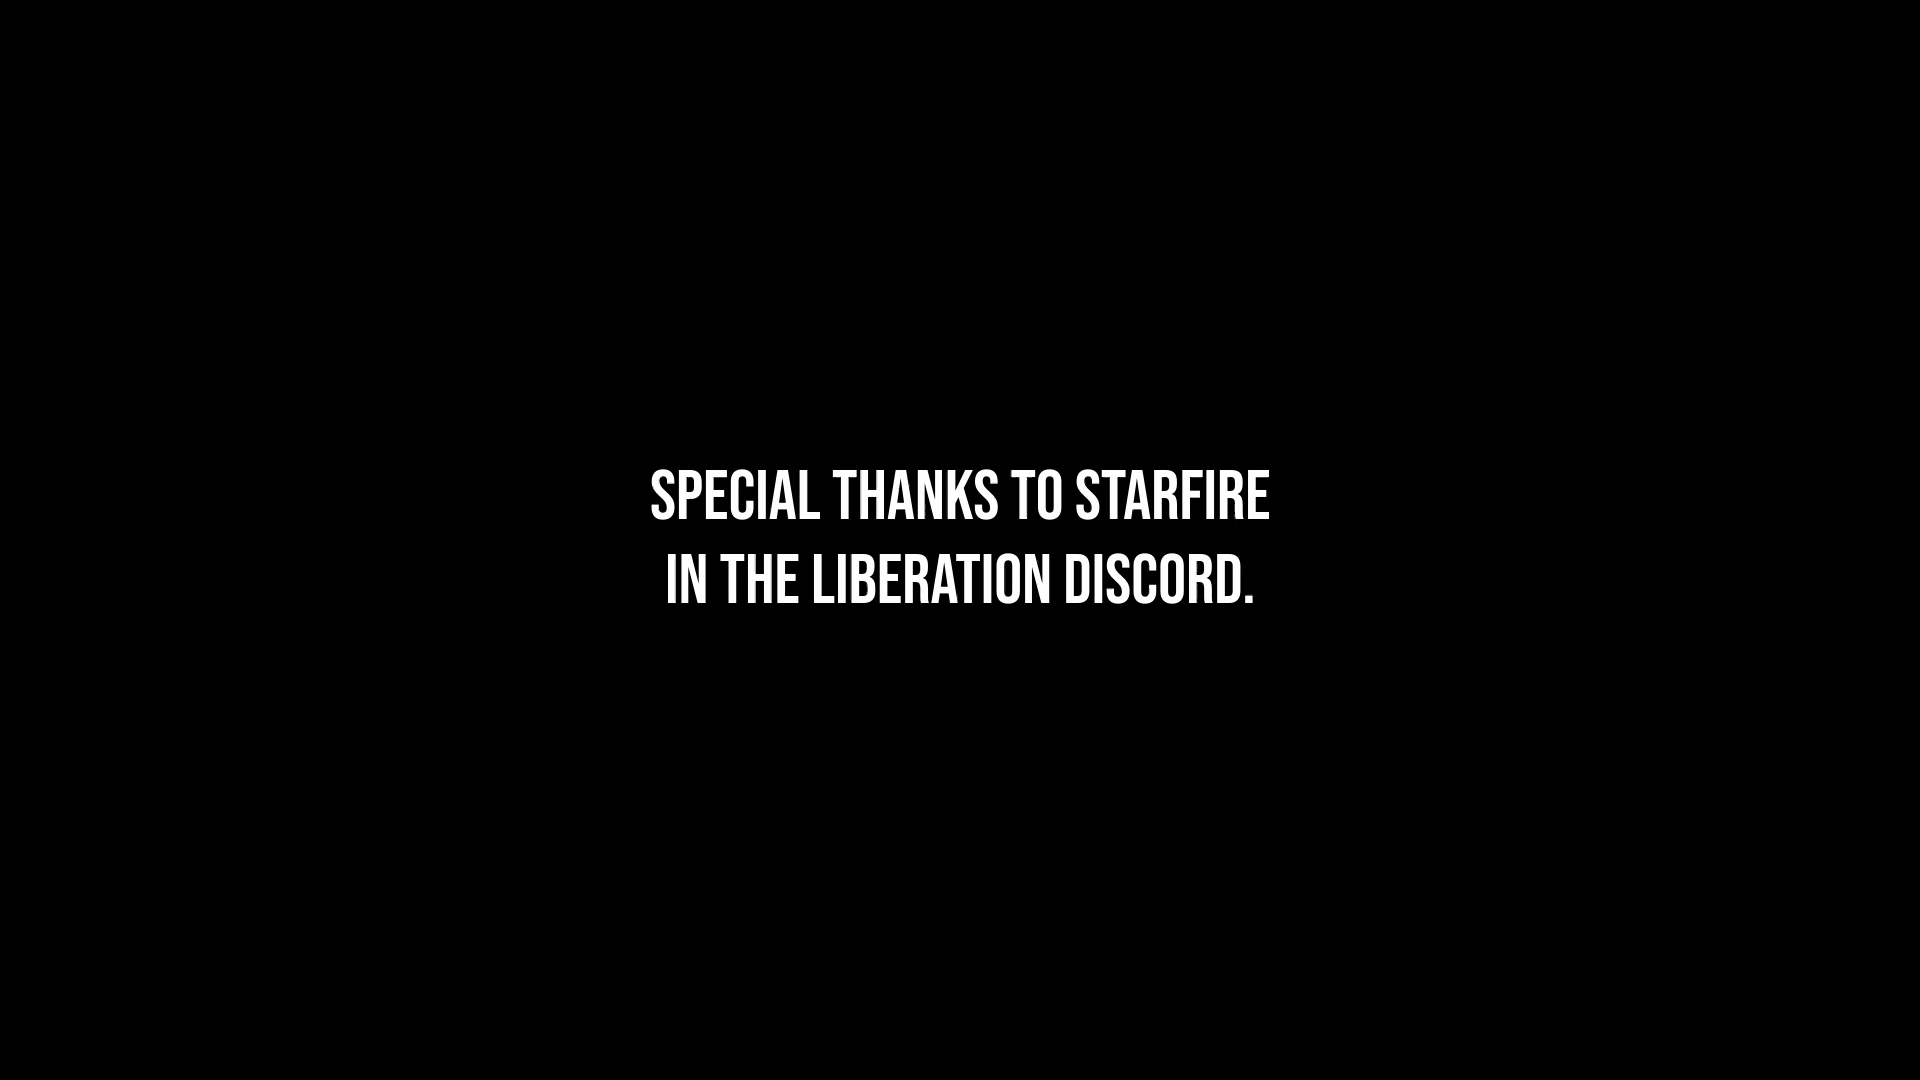 SPECIAL THANKS TO STARFIRE
IN THE LIBERATION DISCORD.